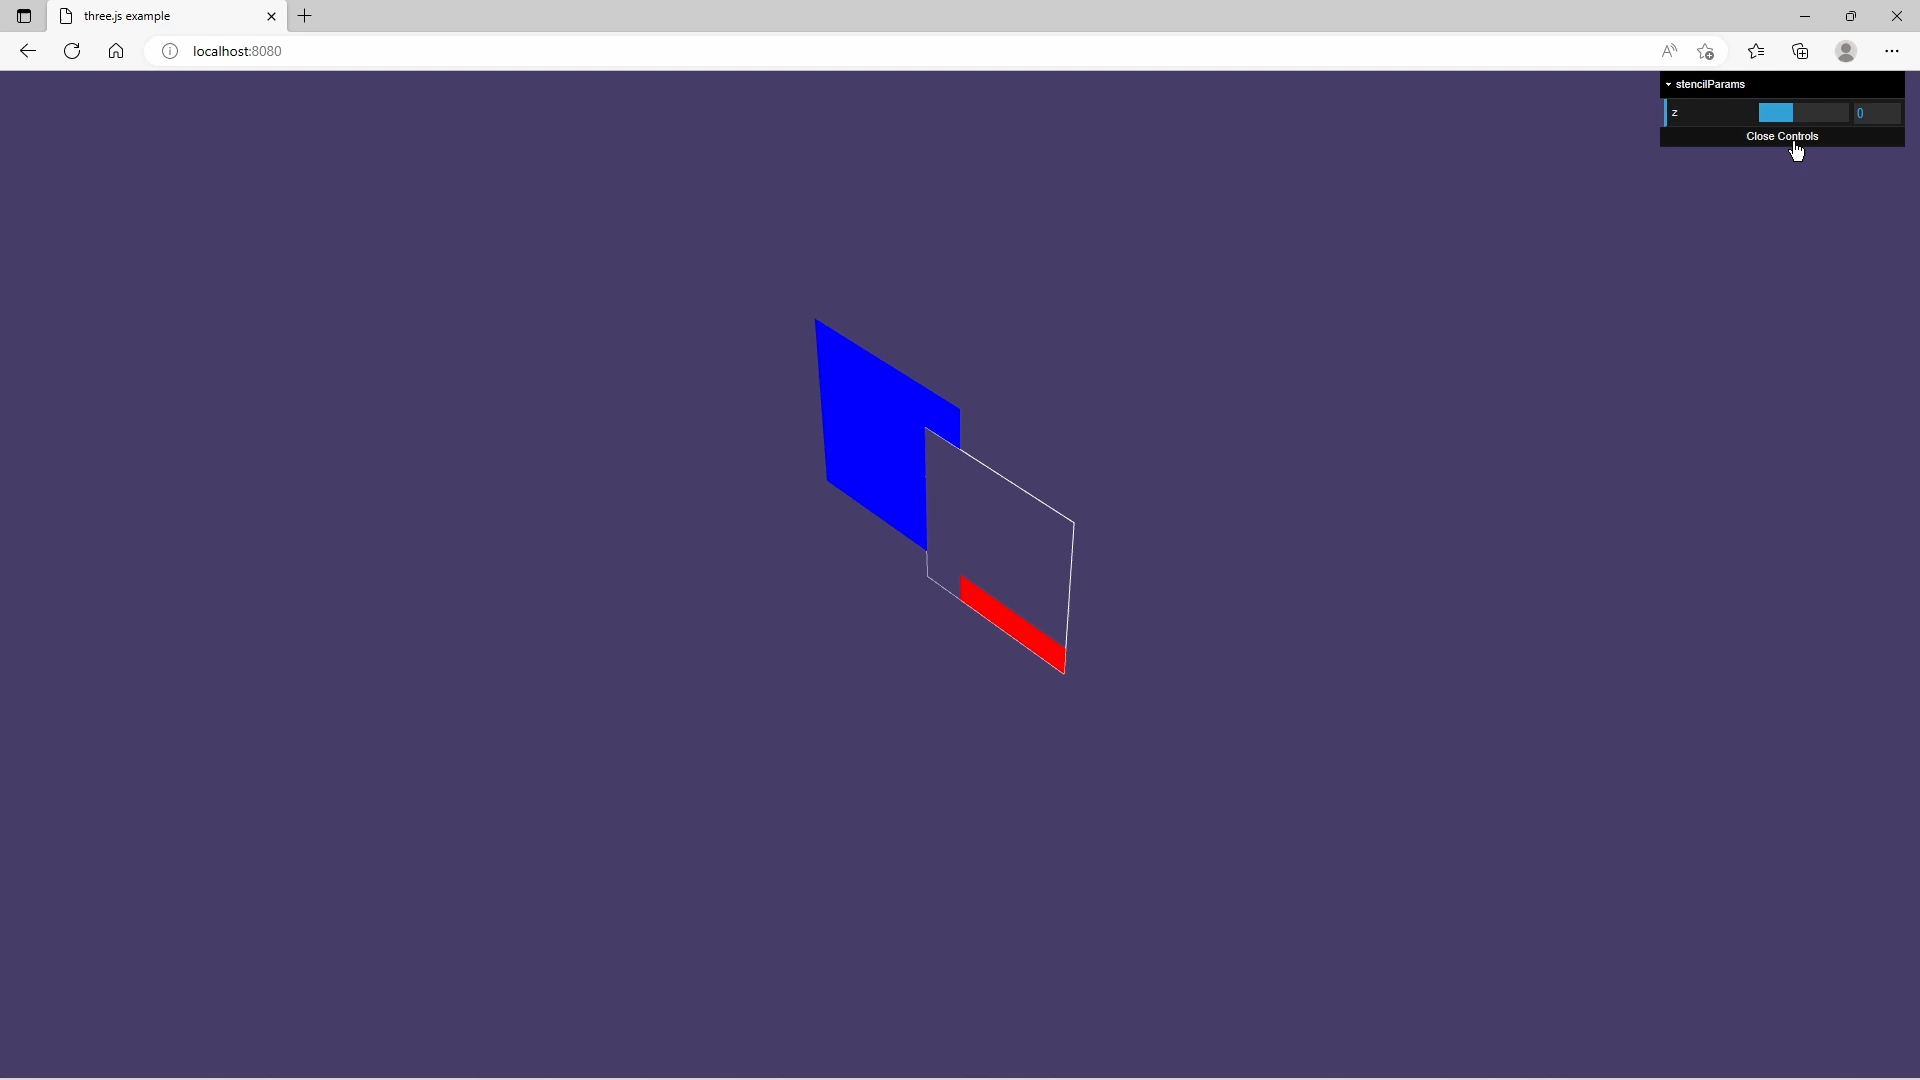 three.js example
localhost:8080
stencilParams
z
0
Close Controls